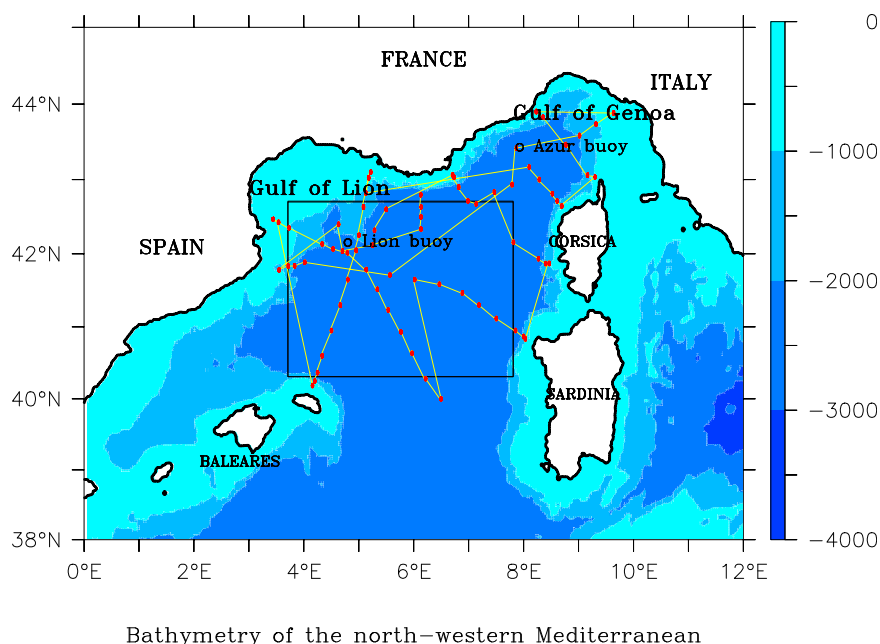 FRANCE
ITALY
Gulf of Genoa
o Azur buoy
Gulf of Lion
o Lion buoy
SPAIN
CORSICA
SARDINIA
BALEARES
44°N
42°N
40°N
38°N
0°E 2°E 4°E 6°E 8°E 10°E 12°E
0
-1000
-2000
-3000
-4000
Bathymetry of the north-western Mediterranean